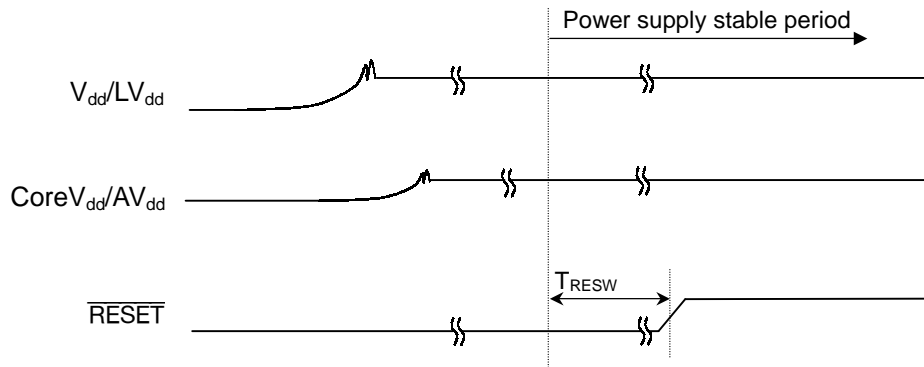 Power supply stable period
Vdd/LVdd
CoreVdd/AVdd
TRESW
RESET